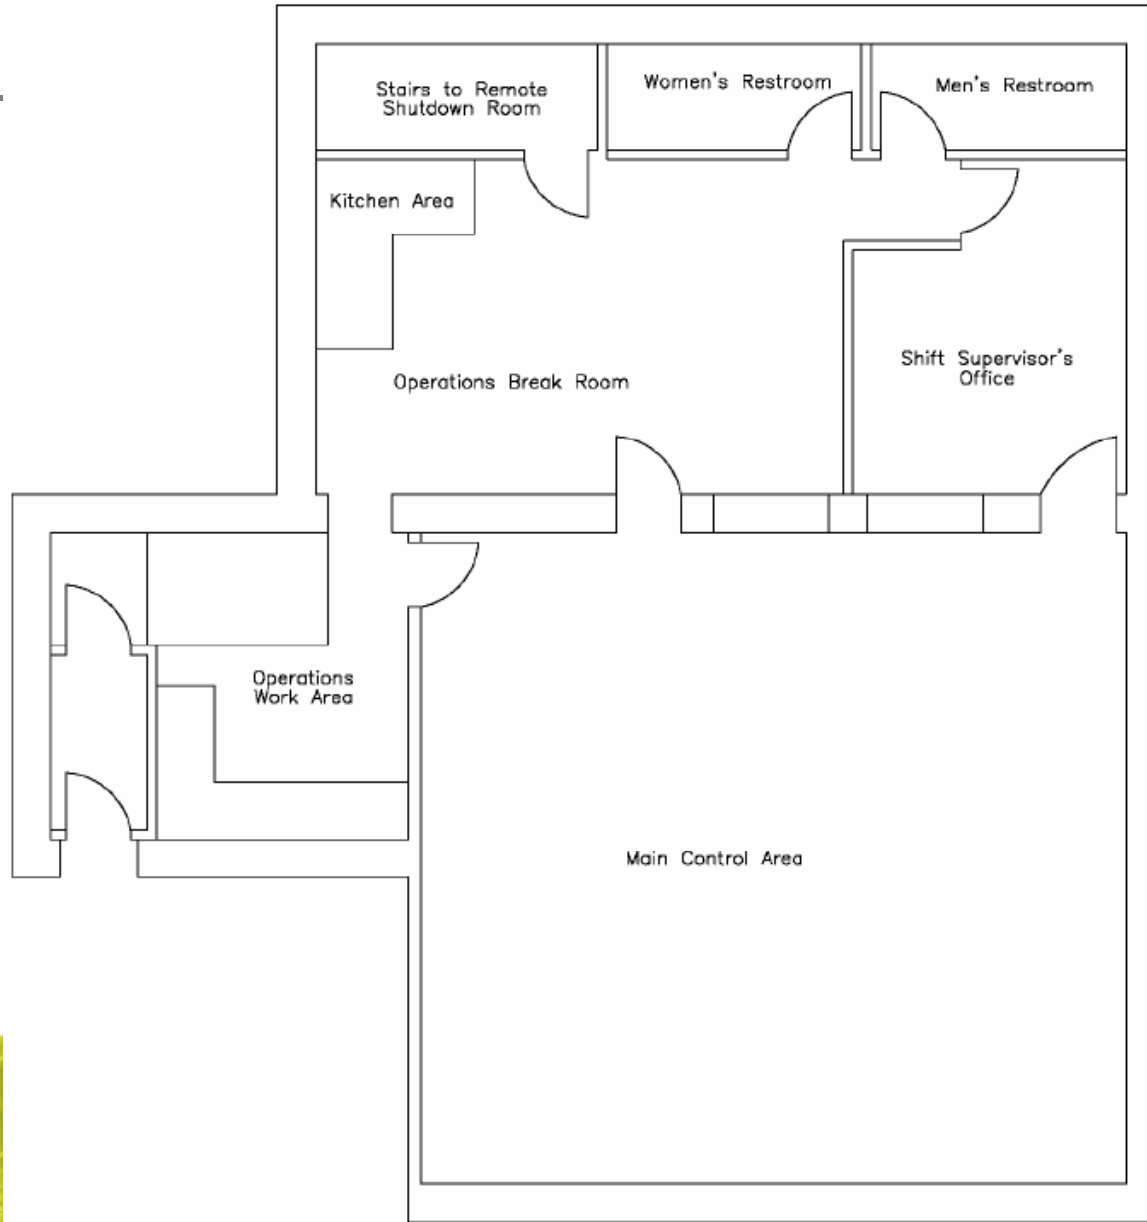 Stairs to Remote
Shutdown Room
Women's Restroom
Men's Restroom
Kitchen Area
Operations Break Room
Shift Supervisor's
Office
Operations
Work Area
Main Control Area